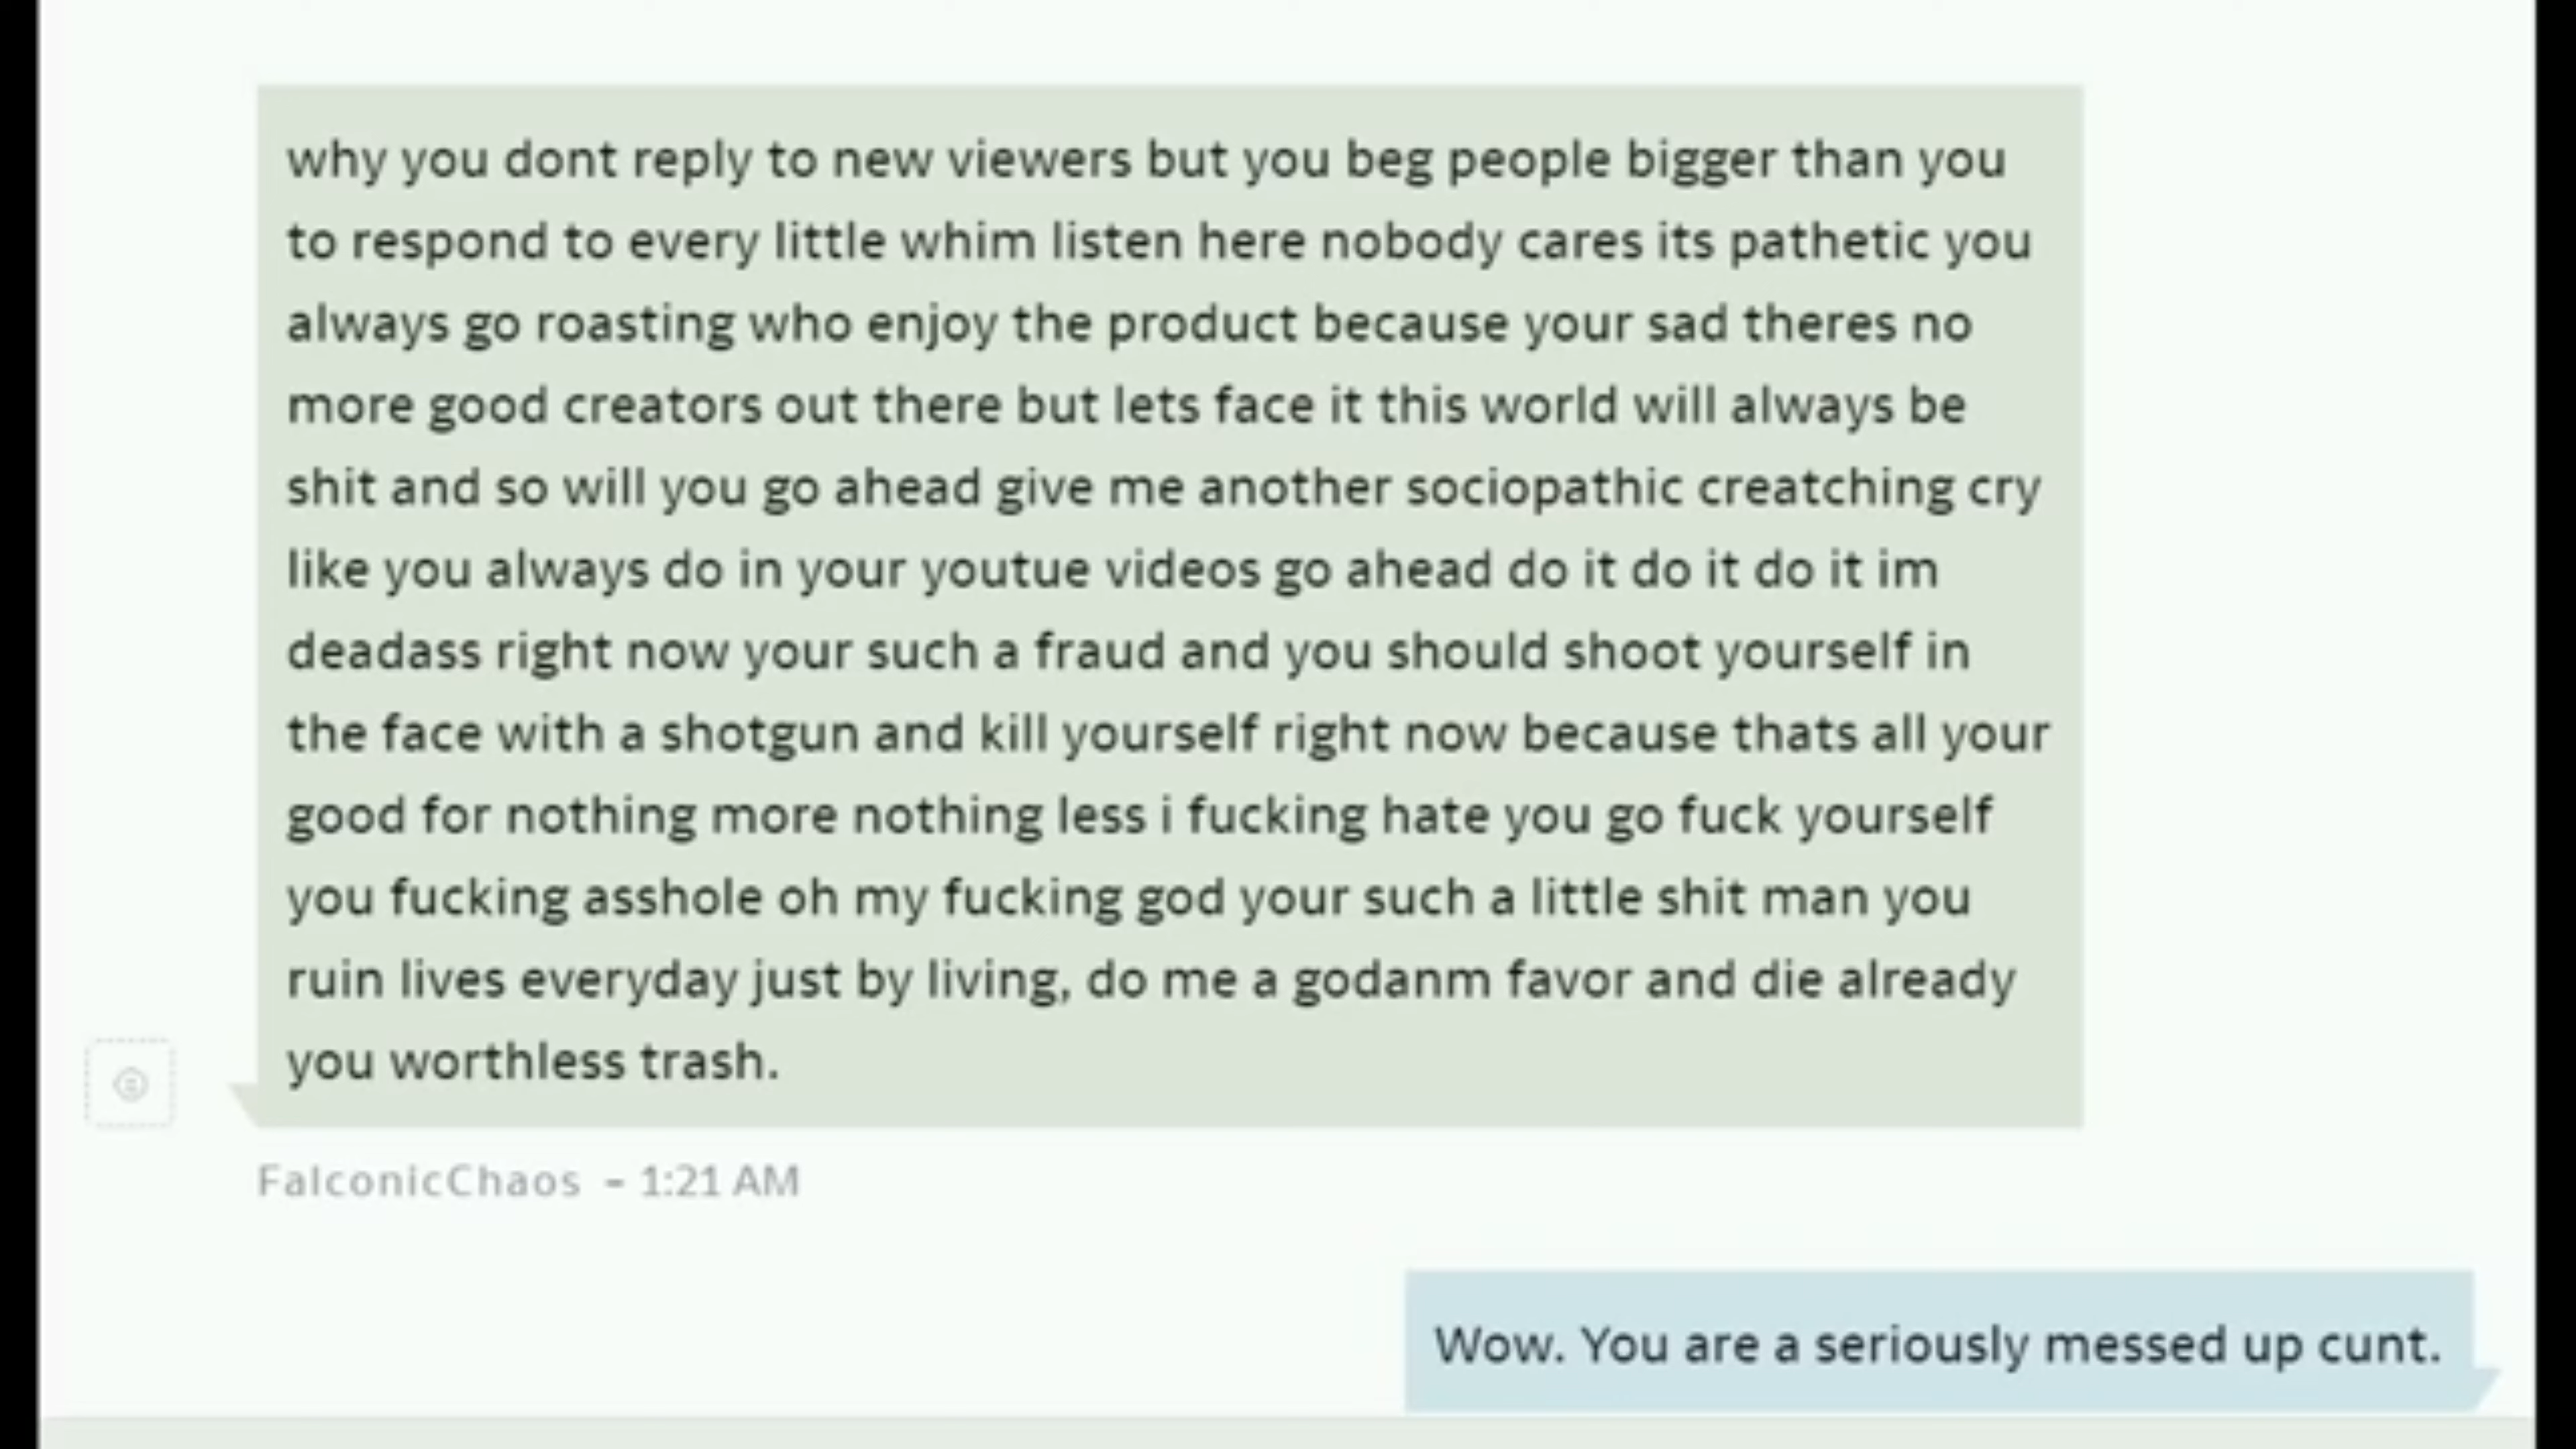 why you dont reply to new viewers but you beg people bigger than you
to respond to every little whim listen here nobody cares its pathetic you
always go roasting who enjoy the product because your sad theres no
more good creators out there but lets face it this world will always be
shit and so will you go ahead give me another sociopathic creatching cry
like you always do in your youtue videos go ahead do it do it do it im
deadass right now your such a fraud and you should shoot yourself in
the face with a shotgun and kill yourself right now because thats all your
good for nothing more nothing less i fucking hate you go fuck yourself
you fucking asshole oh my fucking god your such a little shit man you
ruin lives everyday just by living, do me a godanm favor and die already
you worthless trash.
FalconicChaos - 1:21 AM
Wow. You are a seriously messed up cunt.